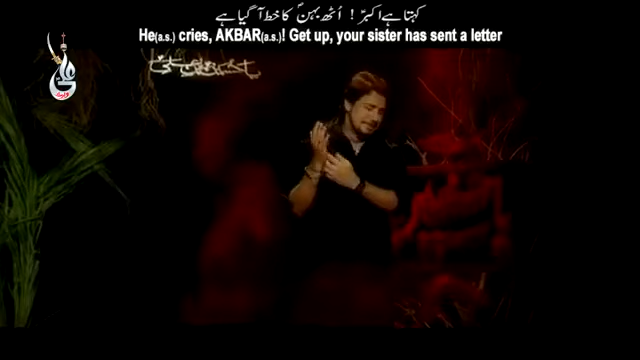 کہتا ہے اکبرؑ ! اُٹھ بہن کا خط آ گیا ہے
He(a.s.) cries, AKBAR(a.s.)! Get up, your sister has sent a letter